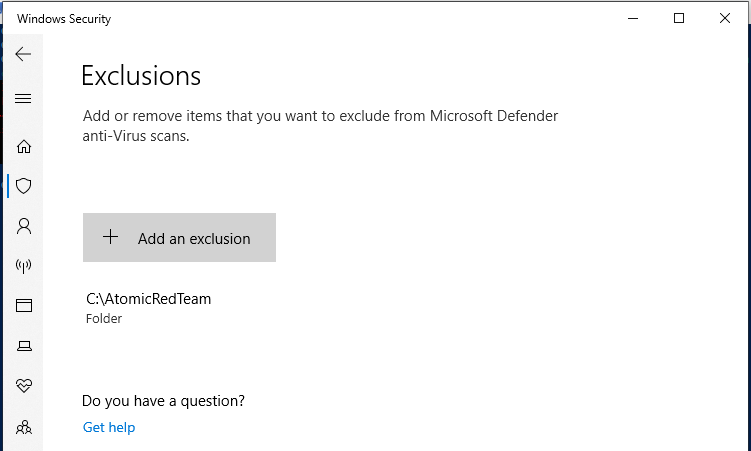 Windows Security
Exclusions
Add or remove items that you want to exclude from Microsoft Defender
anti-Virus scans.
Add an exclusion
C:\AtomicRedTeam
Folder
Do you have a question?
Get help